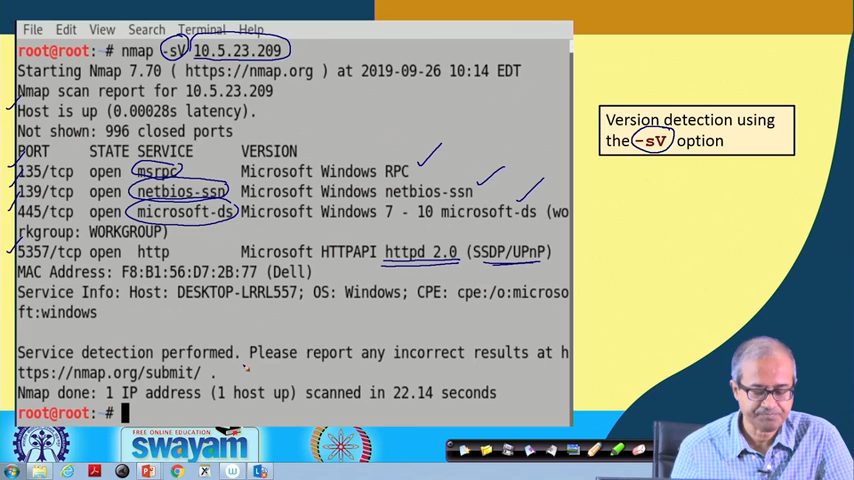 File Edit View Search Terminal Help
root@root:~# nmap -sV 10.5.23.209
Starting Nmap 7.70 ( https://nmap.org ) at 2019-09-26 10:14 EDT
Nmap scan report for 10.5.23.209
Host is up (0.00028s latency).
Not shown: 996 closed ports
PORT STATE SERVICE VERSION
135/tcp open msrpc Microsoft Windows RPC
139/tcp open netbios-ssn Microsoft Windows netbios-ssn
445/tcp open microsoft-ds Microsoft Windows 7 - 10 microsoft-ds (wo
rkgroup: WORKGROUP)
5357/tcp open http Microsoft HTTPAPI httpd 2.0 (SSDP/UPnP)
MAC Address: F8:B1:56:D7:2B:77 (Dell)
Service Info: Host: DESKTOP-LRRL557; OS: Windows; CPE: cpe:/o:microso
ft:windows
Service detection performed. Please report any incorrect results at h
ttps://nmap.org/submit/ .
Nmap done: 1 IP address (1 host up) scanned in 22.14 seconds
root@root:~#
Version detection using
the -sV option
FREE ONLINE EDUCATION
swayam